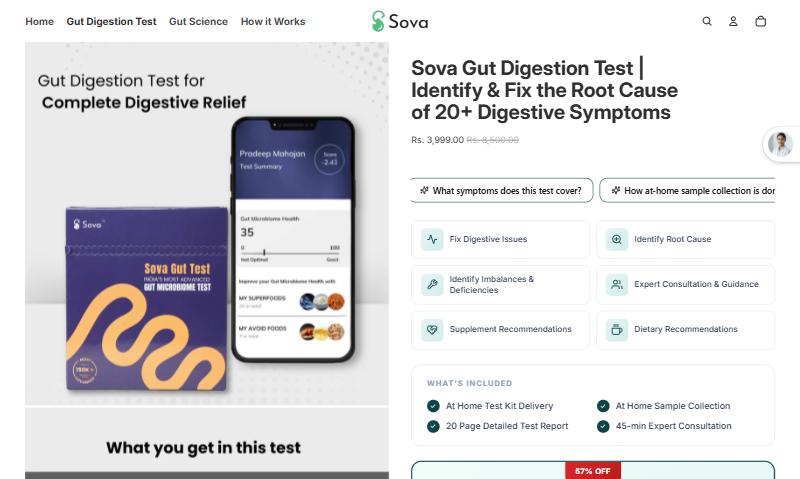 Home
Gut Digestion Test
Gut Science
How it Works
Sova
Gut Digestion Test for
Complete Digestive Relief
Pradeep Mahajan
Test Summary
Score
-2.43
Gut Microbiome Health
35
0
100
Not Optimal
Good
Improve your Gut Microbiome Health with
MY SUPERFOODS
MY AVOID FOODS
7 in total
Sova
Sova Gut Test
INDIA'S MOST ADVANCED
GUT MICROBIOME TEST
What you get in this test
Sova Gut Digestion Test |
Identify & Fix the Root Cause
of 20+ Digestive Symptoms
Rs. 3,999.00 Rs. 8,500.00
What symptoms does this test cover?
How at-home sample collection is dor
Fix Digestive Issues
Identify Root Cause
Identify Imbalances &
Deficiencies
Expert Consultation & Guidance
Supplement Recommendations
Dietary Recommendations
WHAT'S INCLUDED
At Home Test Kit Delivery
At Home Sample Collection
20 Page Detailed Test Report
45-min Expert Consultation
57% OFF